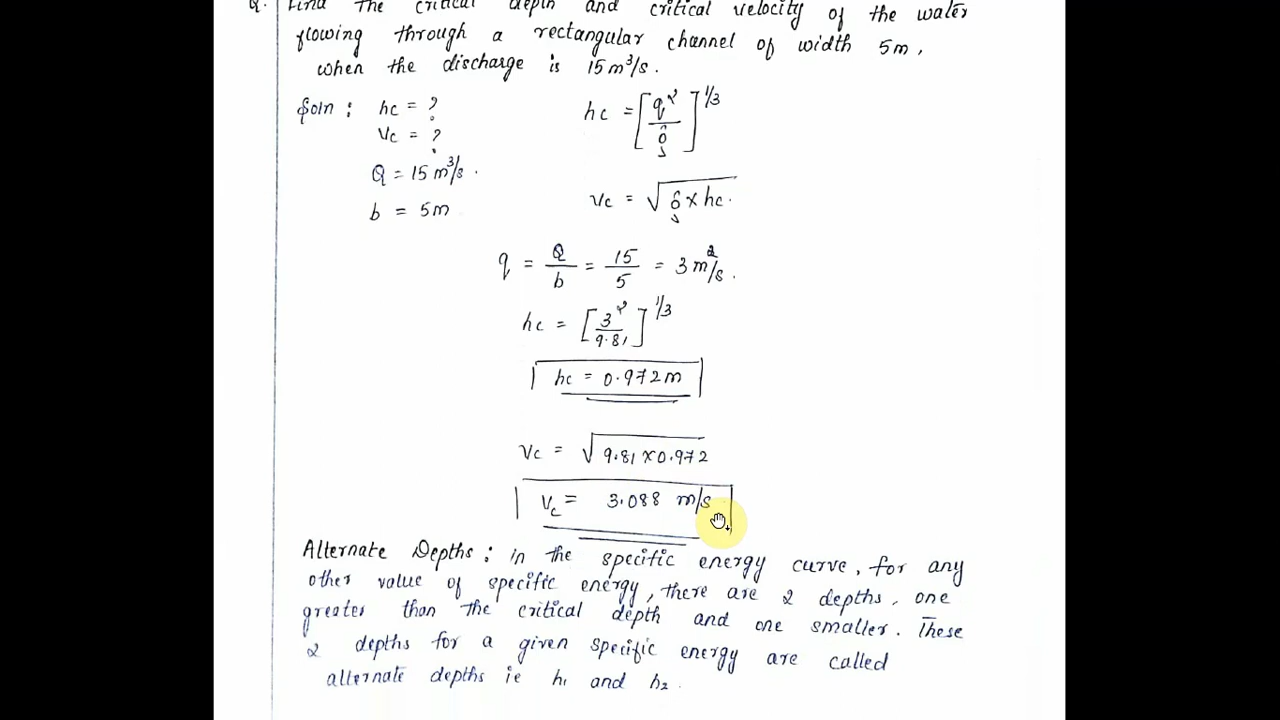 Q. Find the critical depth and critical velocity of the water
flowing through a rectangular channel of width 5m,
when the discharge is 15 m³/s.
Soln : hc = ?
Vc = ?
Q = 15 m³/s.
b = 5m
hc = [q²/g]^1/3
Vc = √g x hc.
q = Q/b = 15/5 = 3 m²/s.
hc = [3²/9.81]^1/3
hc = 0.972m
Vc = √9.81 x 0.972
Vc = 3.088 m/s
Alternate Depths : in the specific energy curve, for any
other value of specific energy, there are 2 depths, one
greater than the critical depth and one smaller. These
2 depths for a given specific energy are called
alternate depths ie h₁ and h₂.